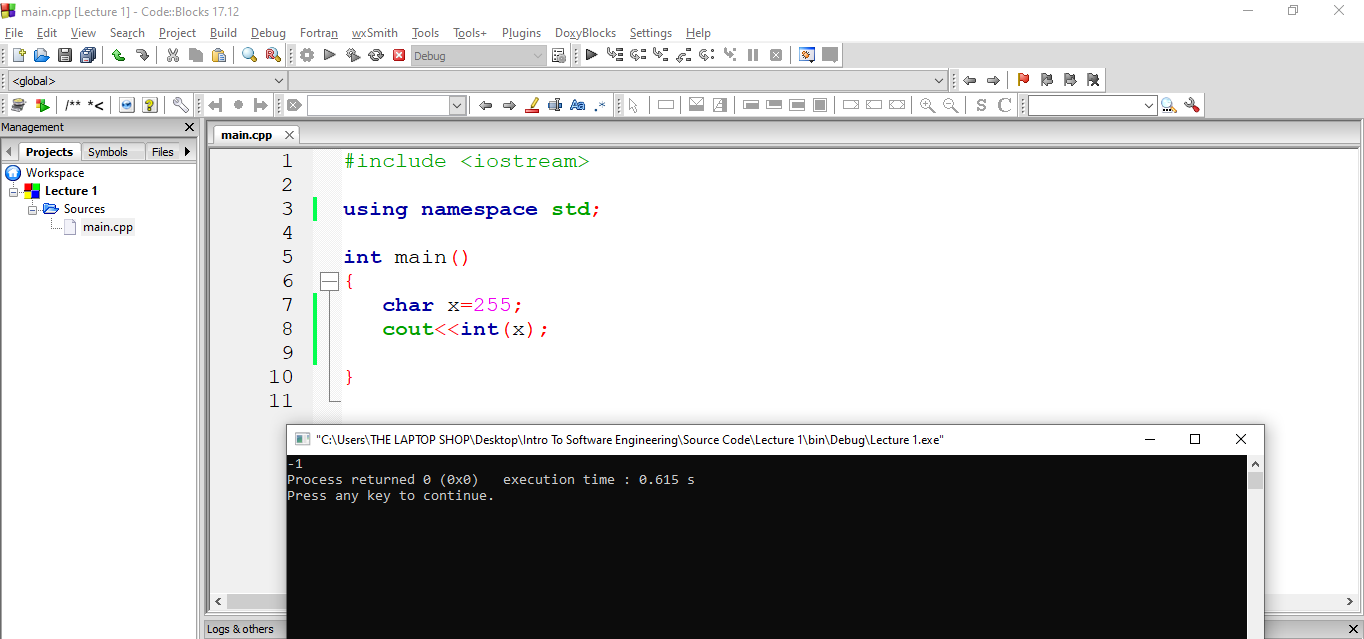 main.cpp [Lecture 1] - Code::Blocks 17.12
File Edit View Search Project Build Debug Fortran wxSmith Tools Tools+ Plugins DoxyBlocks Settings Help
Debug
<global>
/** *<
Aa .* S C
Management
main.cpp
Projects Symbols Files
Workspace
Lecture 1
Sources
main.cpp
1 #include <iostream>
2
3 using namespace std;
4
5 int main()
6 {
7 char x=255;
8 cout<<int(x);
9
10 }
11
"C:\Users\THE LAPTOP SHOP\Desktop\Intro To Software Engineering\Source Code\Lecture 1\bin\Debug\Lecture 1.exe"
-1
Process returned 0 (0x0) execution time : 0.615 s
Press any key to continue.
Logs & others